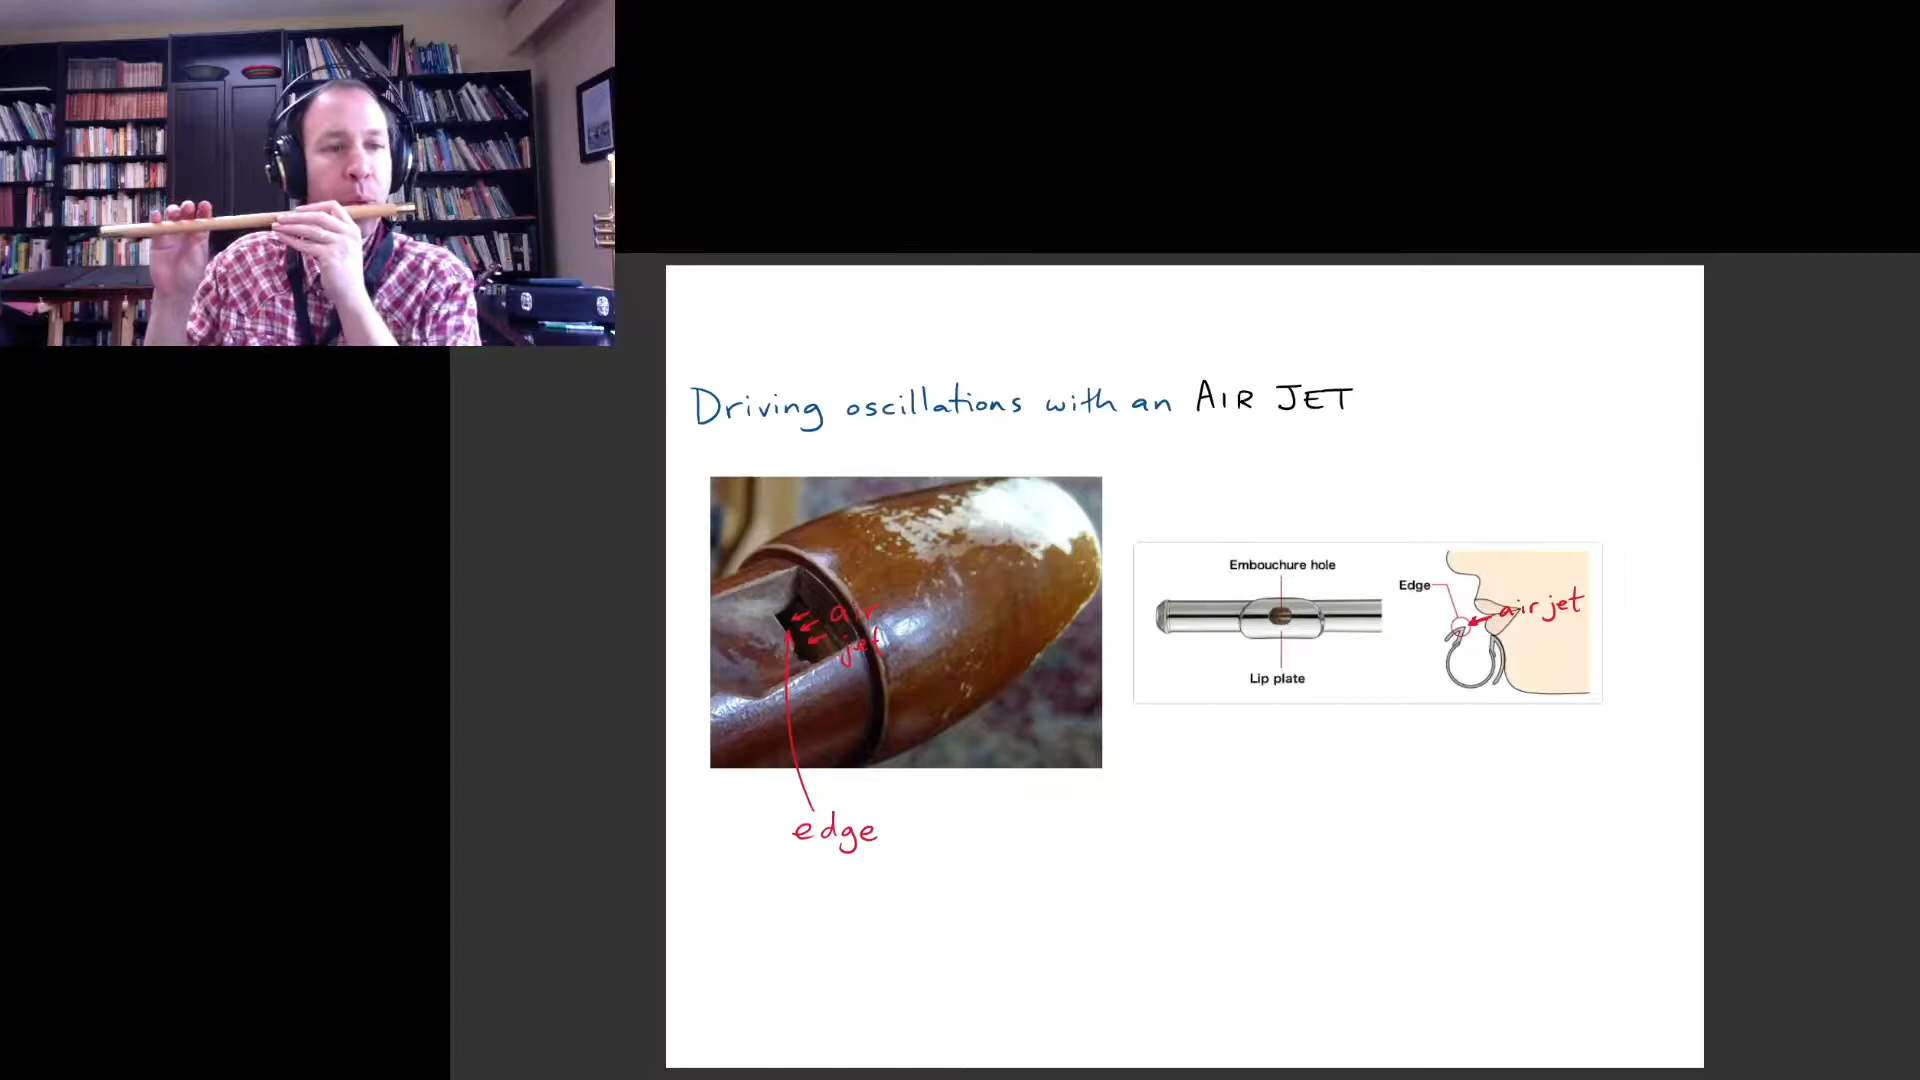 Driving oscillations with an AIR JET
air
jet
edge
Embouchure hole
Lip plate
Edge
air jet